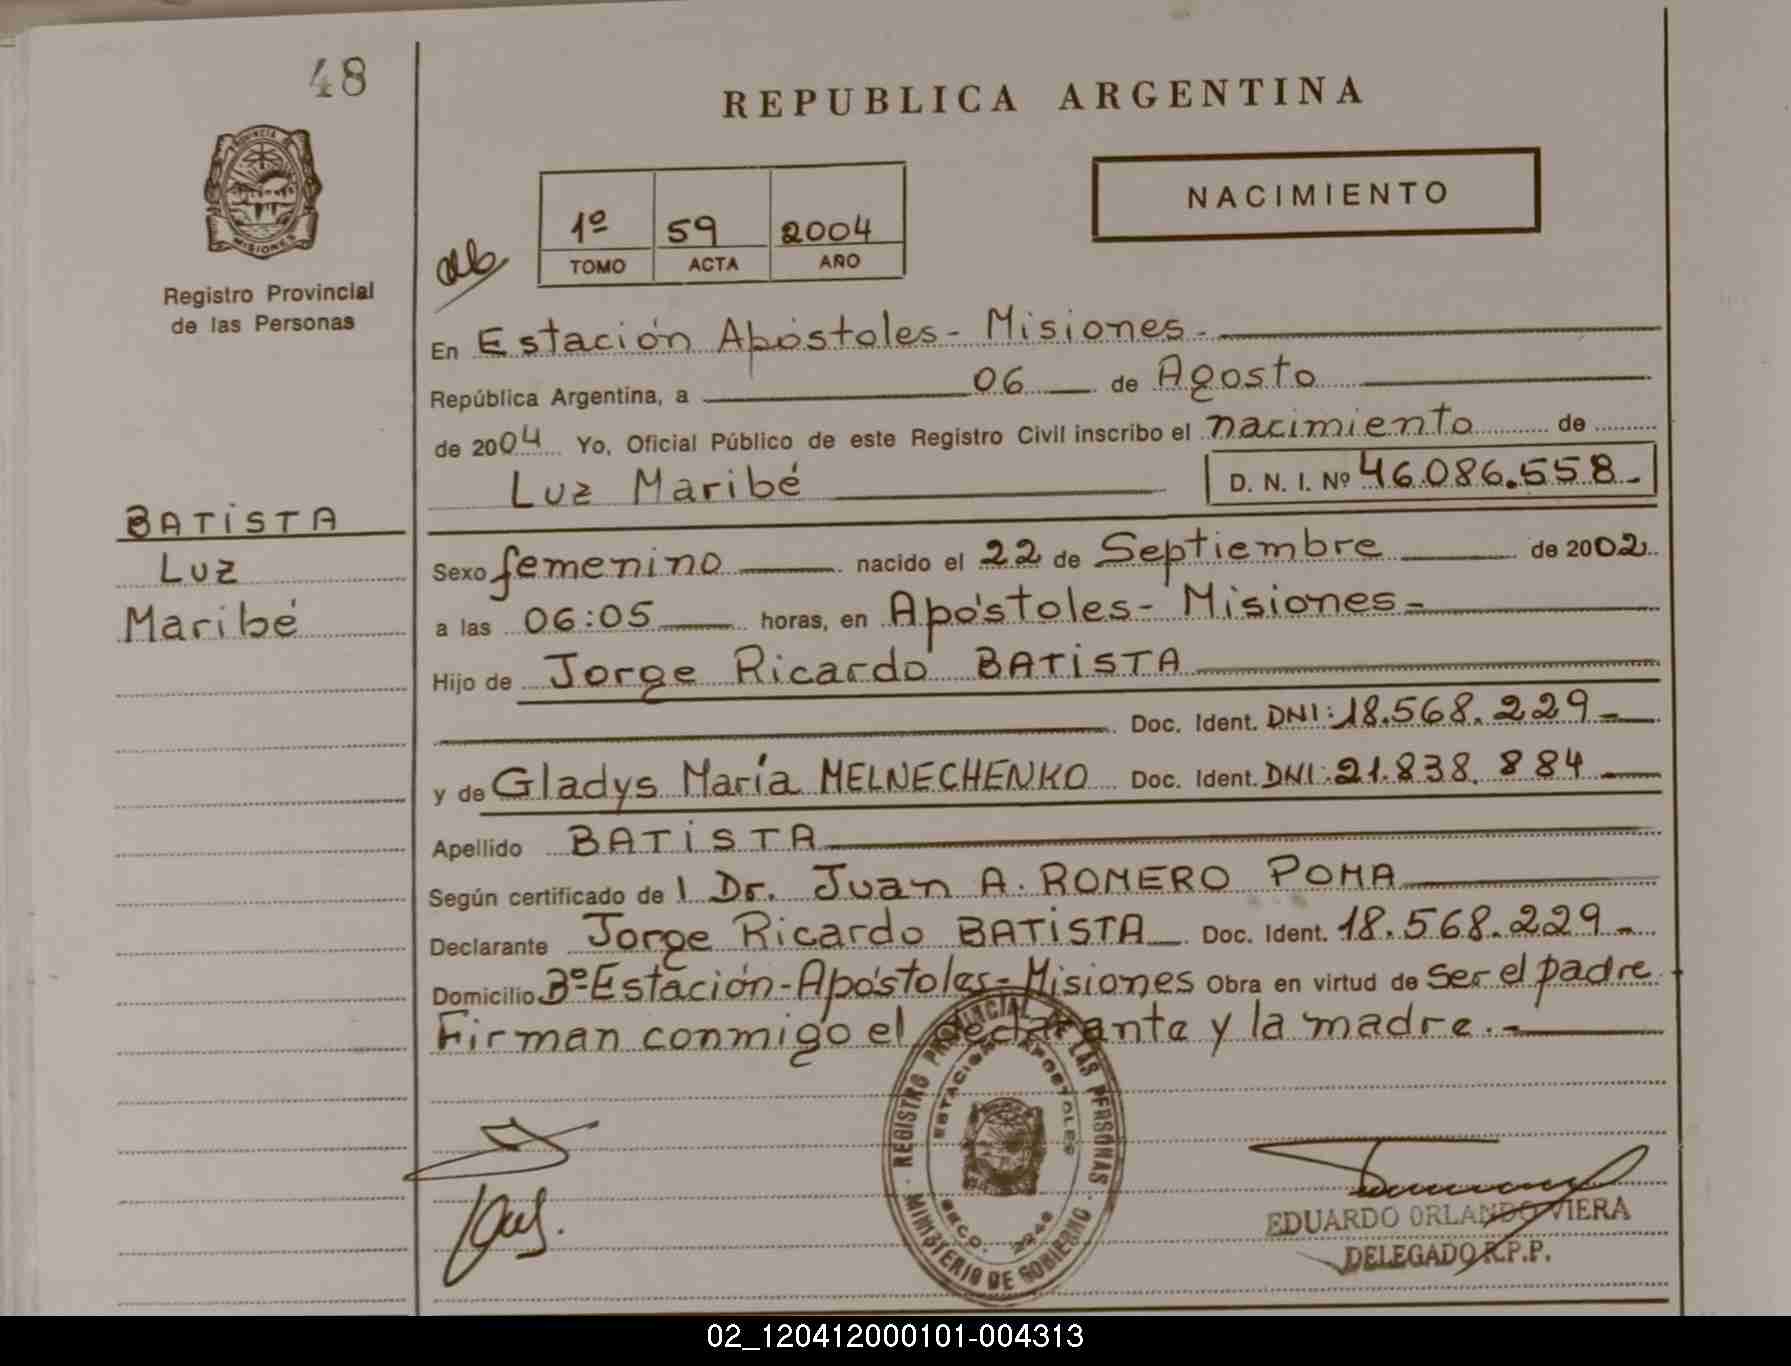 48
REPUBLICA ARGENTINA
PROVINCIA DE
MISIONES
Registro Provincial
de las Personas
1º 59 2004
TOMO ACTA AÑO
NACIMIENTO
En Estación Apóstoles - Misiones.-
República Argentina, a 06 de Agosto
de 2004 Yo, Oficial Público de este Registro Civil inscribo el nacimiento de
Luz Maribé D. N. I. Nº 46.086.558.-
BATISTA
Luz
Maribé
Sexo femenino nacido el 22 de Septiembre de 2002
a las 06:05 horas, en Apóstoles - Misiones -
Hijo de Jorge Ricardo BATISTA
Doc. Ident. DNI: 18.568.229 -
y de Gladys María MELNECHENKO Doc. Ident. DNI: 21.838.884
Apellido BATISTA
Según certificado de l Dr. Juan A. ROMERO POMA
Declarante Jorge Ricardo BATISTA Doc. Ident. 18.568.229 -
Domicilio Bº Estación - Apóstoles - Misiones Obra en virtud de ser el padre
Firman conmigo el declarante y la madre. -
REGISTRO PROVINCIAL DE LAS PERSONAS
ESTACION APOSTOLES
MINISTERIO DE GOBIERNO
EDUARDO ORLANDO VIERA
DELEGADO R.P.P.
02_120412000101-004313